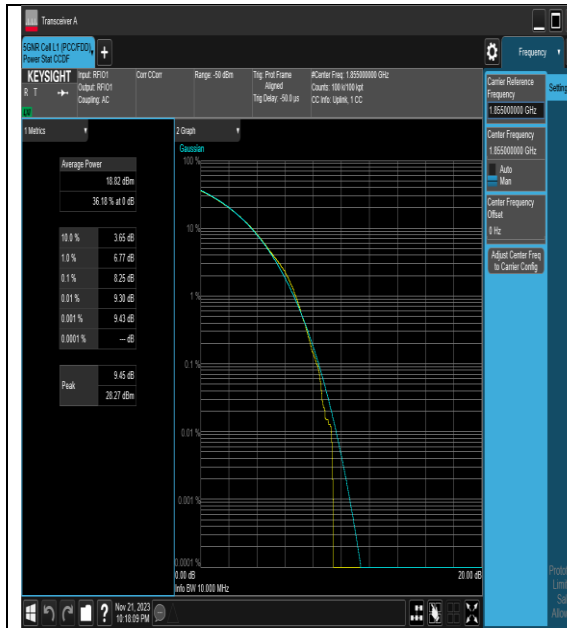 Transceiver A
5GNR Cell L1 (PCC/FDD)
Power Stat CCDF
Frequency
KEYSIGHT
R T
Input: RFIO1
Output: RFIO1
Coupling: AC
Corr CCorr
Range: -50 dBm
Trig: Prot Frame
Aligned
Trig Delay: -50.0 µs
#Center Freq: 1.855000000 GHz
Counts: 100 k/100 kpt
CC Info: Uplink, 1 CC
Carrier Reference
Frequency
1.855000000 GHz
Center Frequency
1.855000000 GHz
Auto
Man
Center Frequency
Offset
0 Hz
Adjust Center Freq
to Carrier Config
1 Metrics
Average Power
18.82 dBm
36.18 % at 0 dB
10.0 % 3.65 dB
1.0 % 6.77 dB
0.1 % 8.25 dB
0.01 % 9.30 dB
0.001 % 9.43 dB
0.0001 % --- dB
Peak
9.45 dB
28.27 dBm
2 Graph
Gaussian
100 %
10 %
1 %
0.1 %
0.01 %
0.001 %
0.0001 %
0.00 dB
20.00 dB
Info BW 10.000 MHz
Nov 21, 2023
10:18:09 PM
?